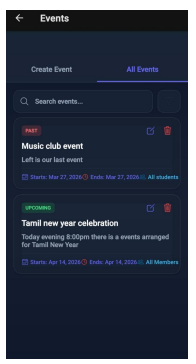 Events
Create Event
All Events
Search events...
PAST
Music club event
Left is our last event
Starts: Mar 27, 2026 Ends: Mar 27, 2026 All students
UPCOMING
Tamil new year celebration
Today evening 8:00pm there is a events arranged
for Tamil New Year
Starts: Apr 14, 2026 Ends: Apr 14, 2026 All Members